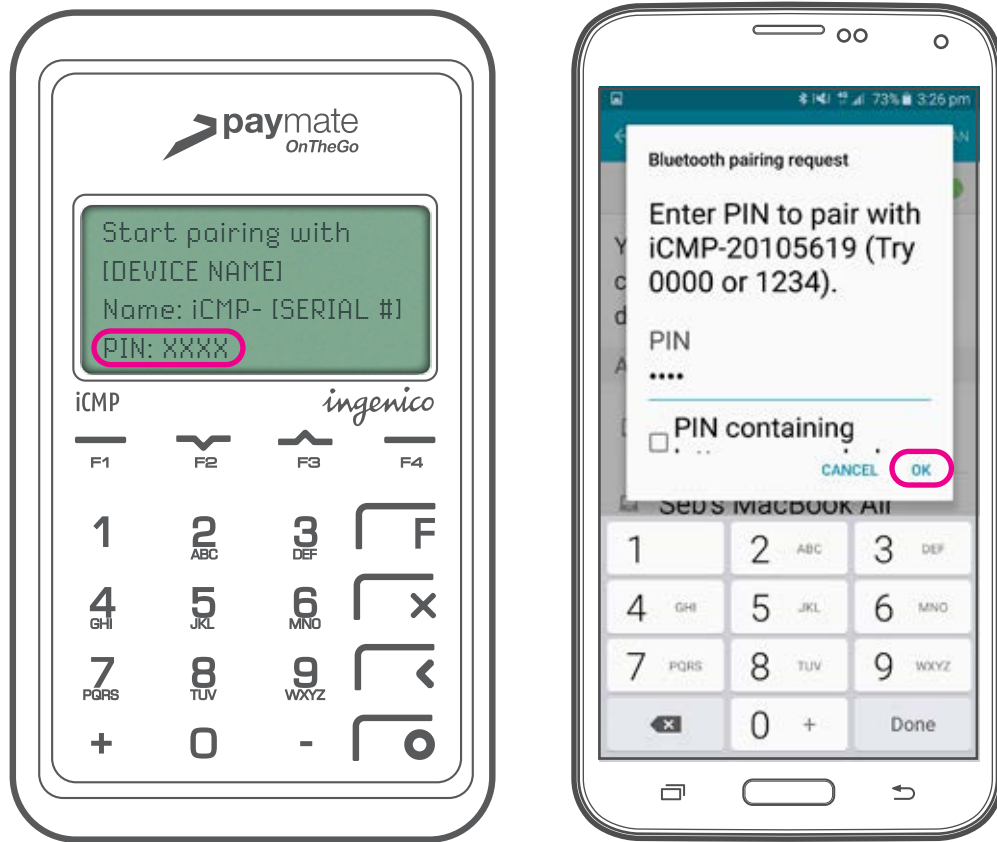 paymate
OnTheGo
Start pairing with
[DEVICE NAME]
Name: iCMP- [SERIAL #]
PIN: XXXX
iCMP ingenico
F1 F2 F3 F4
1 2 ABC 3 DEF F
4 GHI 5 JKL 6 MNO
7 PQRS 8 TUV 9 WXYZ
+ 0 -
73% 3:26 pm
Bluetooth pairing request
Enter PIN to pair with
iCMP-20105619 (Try
0000 or 1234).
PIN
••••
PIN containing
CANCEL OK
Seb's MacBook Air
1 2 ABC 3 DEF
4 GHI 5 JKL 6 MNO
7 PQRS 8 TUV 9 WXYZ
0 + Done